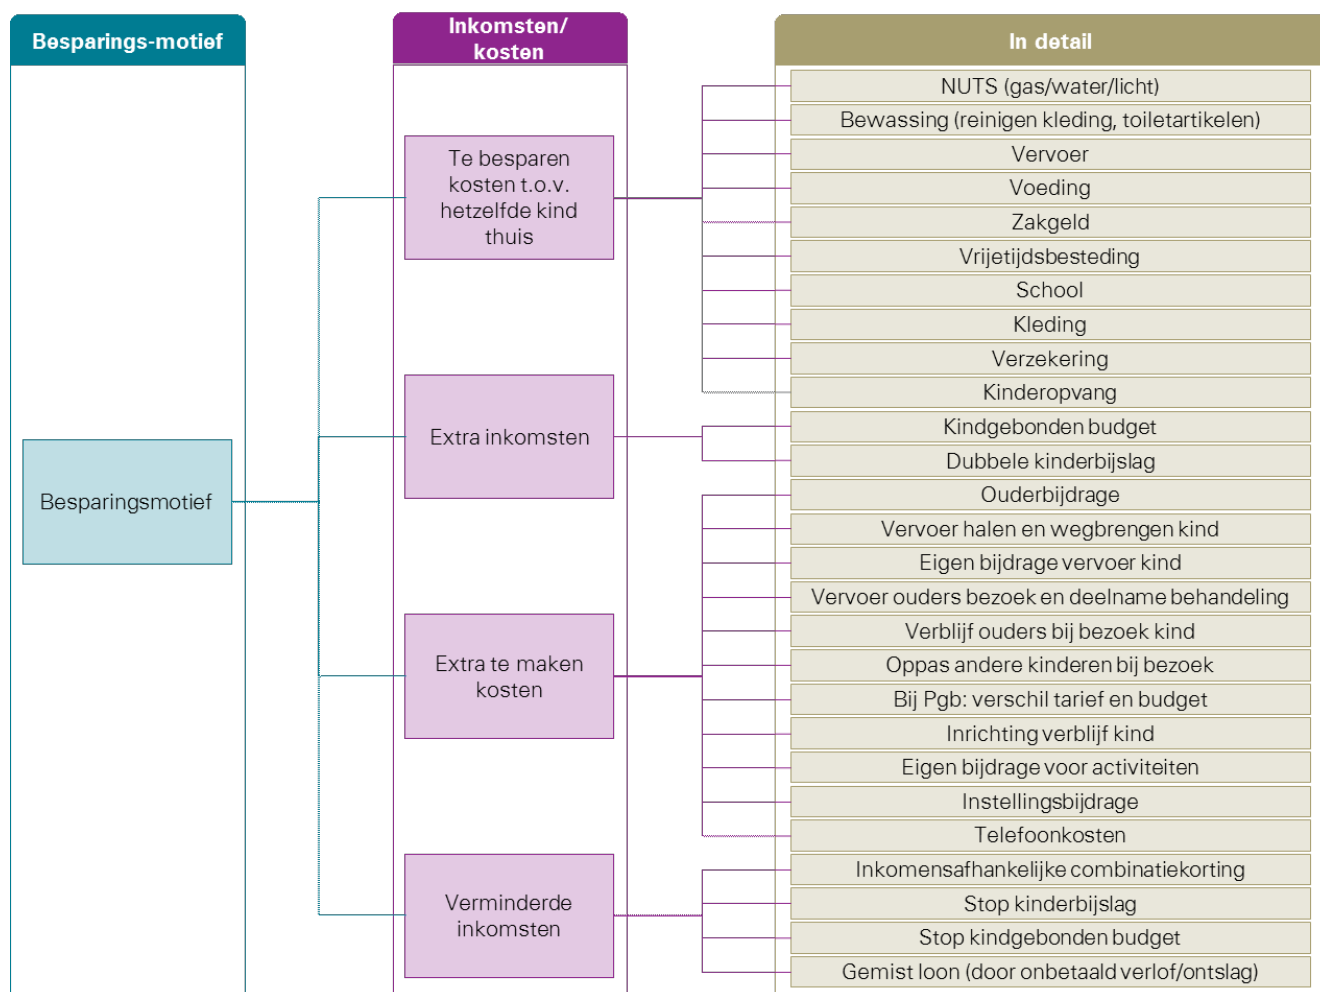 Besparings-motief
Inkomsten/
kosten
In detail
Besparingsmotief
Te besparen
kosten t.o.v.
hetzelfde kind
thuis
NUTS (gas/water/licht)
Bewassing (reinigen kleding, toiletartikelen)
Vervoer
Voeding
Zakgeld
Vrijetijdsbesteding
School
Kleding
Verzekering
Kinderopvang
Extra inkomsten
Kindgebonden budget
Dubbele kinderbijslag
Extra te maken
kosten
Ouderbijdrage
Vervoer halen en wegbrengen kind
Eigen bijdrage vervoer kind
Vervoer ouders bezoek en deelname behandeling
Verblijf ouders bij bezoek kind
Oppas andere kinderen bij bezoek
Bij Pgb: verschil tarief en budget
Inrichting verblijf kind
Eigen bijdrage voor activiteiten
Instellingsbijdrage
Telefoonkosten
Verminderde
inkomsten
Inkomensafhankelijke combinatiekorting
Stop kinderbijslag
Stop kindgebonden budget
Gemist loon (door onbetaald verlof/ontslag)